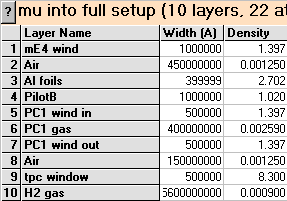 ? mu into full setup (10 layers, 22 at
Layer Name Width (A) Density
1 mE4 wind 1000000 1.397
2 Air 450000000 0.001250
3 Al foils 399999 2.702
4 PilotB 1000000 1.020
5 PC1 wind in 500000 1.397
6 PC1 gas 400000000 0.002590
7 PC1 wind out 500000 1.397
8 Air 150000000 0.001250
9 tpc window 500000 8.300
10 H2 gas 5600000000 0.000900